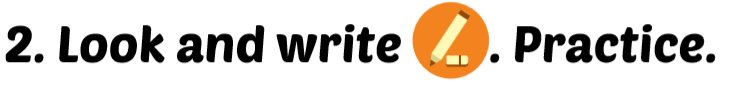 2. Look and write . Practice.